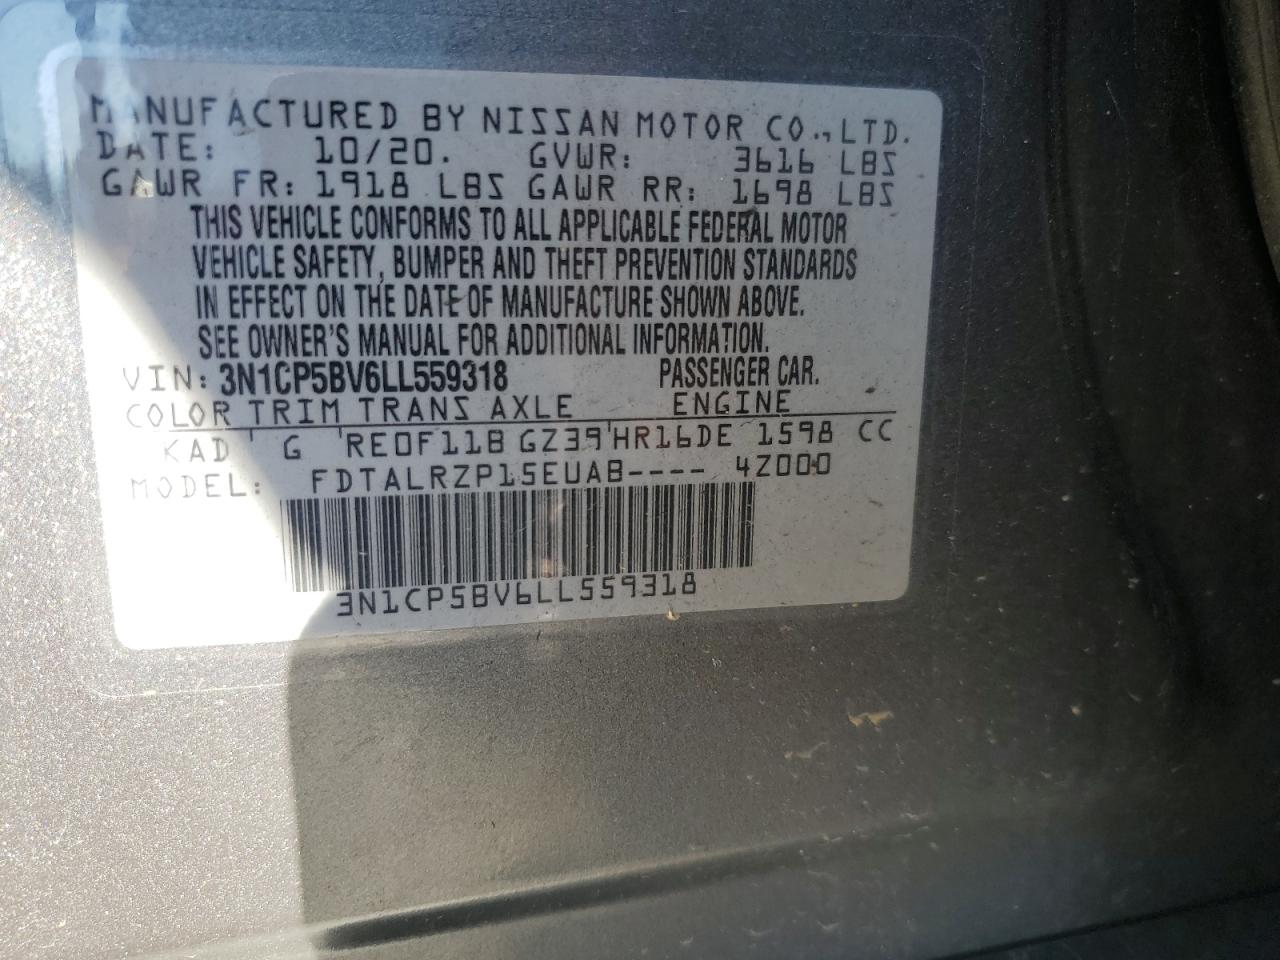 MANUFACTURED BY NISSAN MOTOR CO., LTD.
DATE: 10/20. GVWR: 3616 LBS
GAWR FR: 1918 LBS GAWR RR: 1698 LBS
THIS VEHICLE CONFORMS TO ALL APPLICABLE FEDERAL MOTOR
VEHICLE SAFETY, BUMPER AND THEFT PREVENTION STANDARDS
IN EFFECT ON THE DATE OF MANUFACTURE SHOWN ABOVE.
SEE OWNER'S MANUAL FOR ADDITIONAL INFORMATION.
VIN: 3N1CP5BV6LL559318 PASSENGER CAR.
COLOR TRIM TRANS AXLE ENGINE
KAD G RE0F11B GZ39 HR16DE 1598 CC
MODEL: FDTALRZP15EUAB---- 4Z000
3N1CP5BV6LL559318